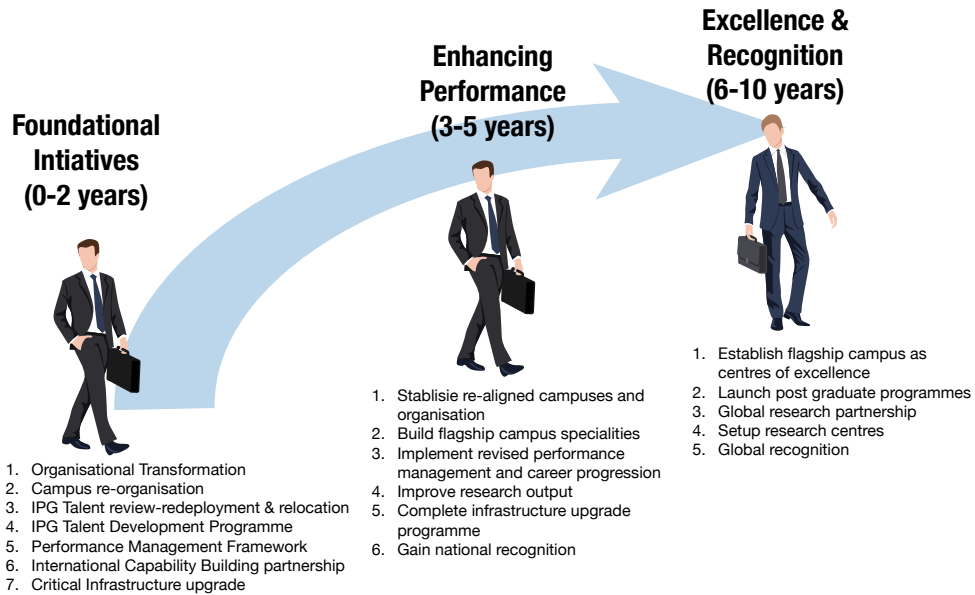 Foundational
Intiatives
(0-2 years)
1. Organisational Transformation
2. Campus re-organisation
3. IPG Talent review-redeployment & relocation
4. IPG Talent Development Programme
5. Performance Management Framework
6. International Capability Building partnership
7. Critical Infrastructure upgrade
Enhancing
Performance
(3-5 years)
1. Stablisie re-aligned campuses and
organisation
2. Build flagship campus specialities
3. Implement revised performance
management and career progression
4. Improve research output
5. Complete infrastructure upgrade
programme
6. Gain national recognition
Excellence &
Recognition
(6-10 years)
1. Establish flagship campus as
centres of excellence
2. Launch post graduate programmes
3. Global research partnership
4. Setup research centres
5. Global recognition